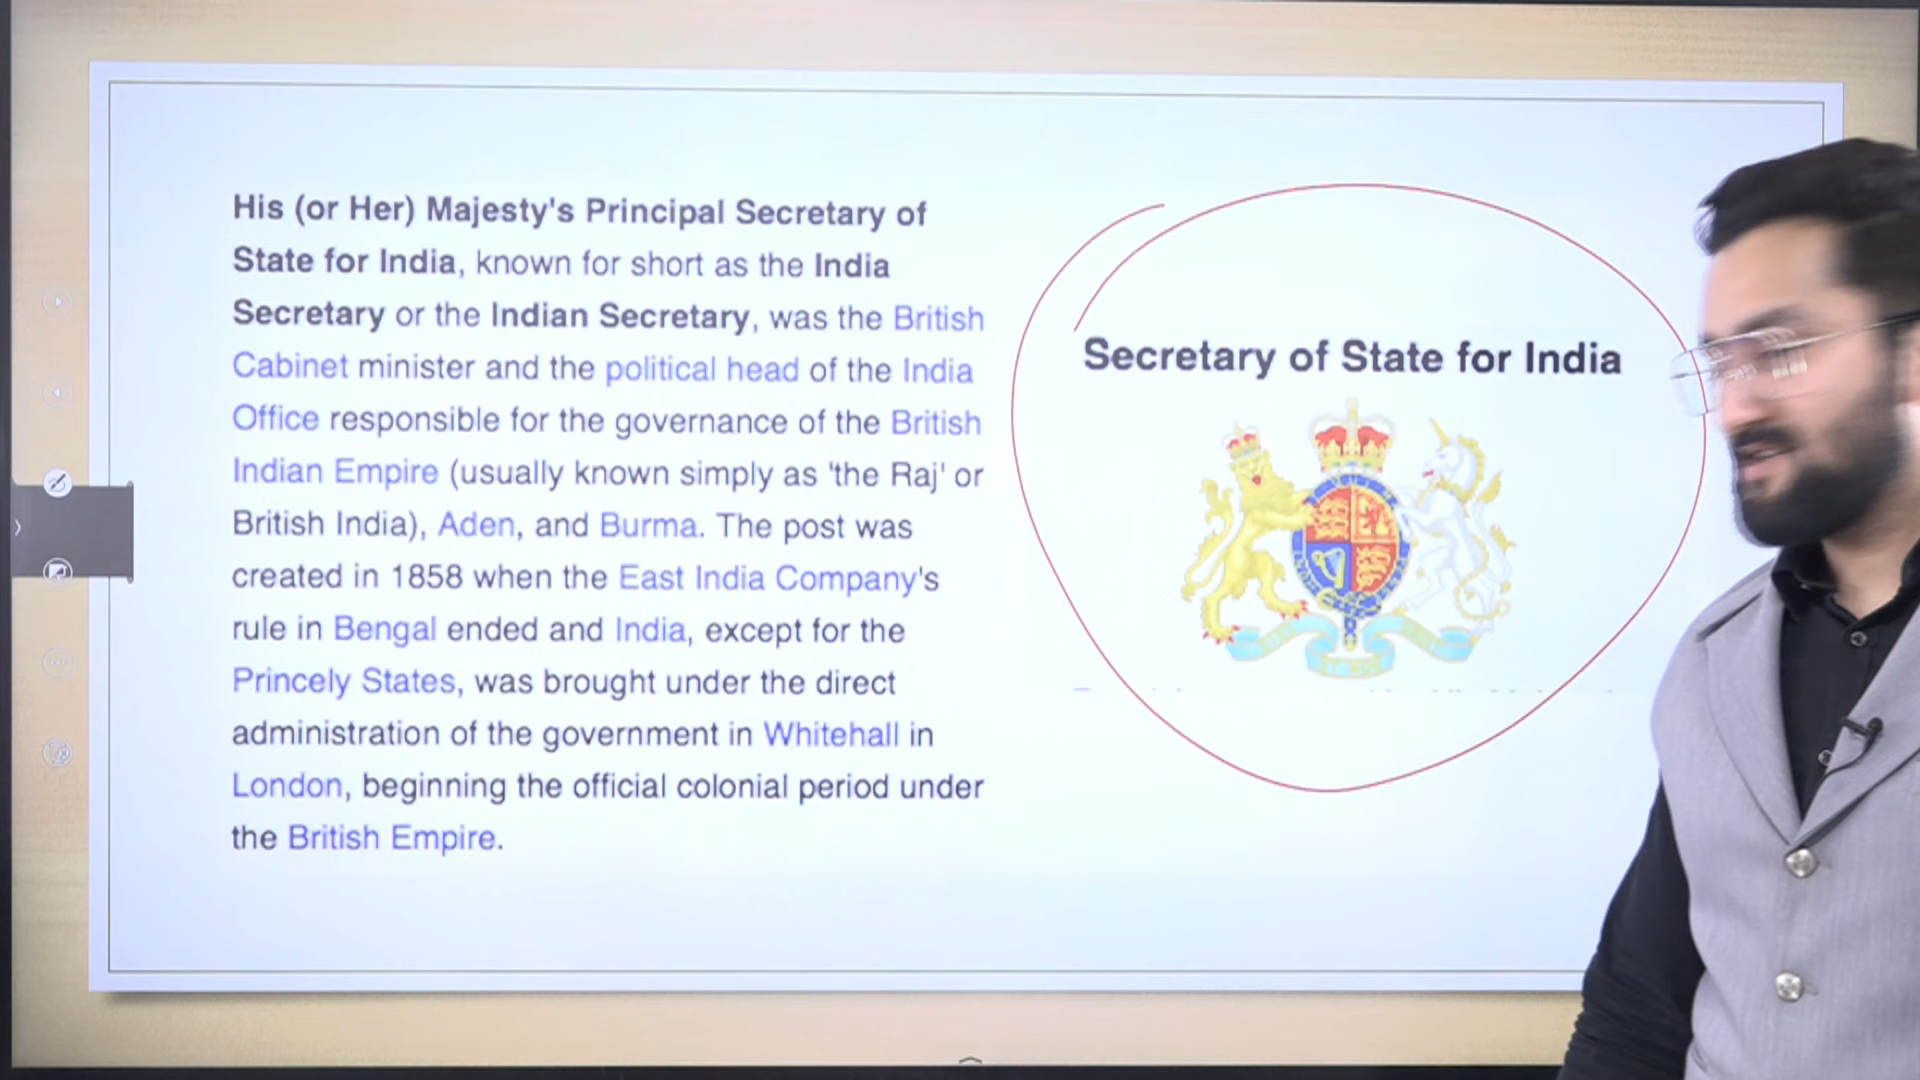 His (or Her) Majesty's Principal Secretary of
State for India, known for short as the India
Secretary or the Indian Secretary, was the British
Cabinet minister and the political head of the India
Office responsible for the governance of the British
Indian Empire (usually known simply as 'the Raj' or
British India), Aden, and Burma. The post was
created in 1858 when the East India Company's
rule in Bengal ended and India, except for the
Princely States, was brought under the direct
administration of the government in Whitehall in
London, beginning the official colonial period under
the British Empire.
Secretary of State for India